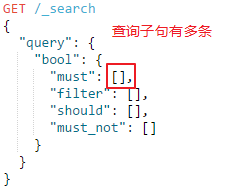 GET /_search
{
  "query": {
    "bool": {
      "must": [],
      "filter": [],
      "should": [],
      "must_not": []
    }
  }
}
查询子句有多条